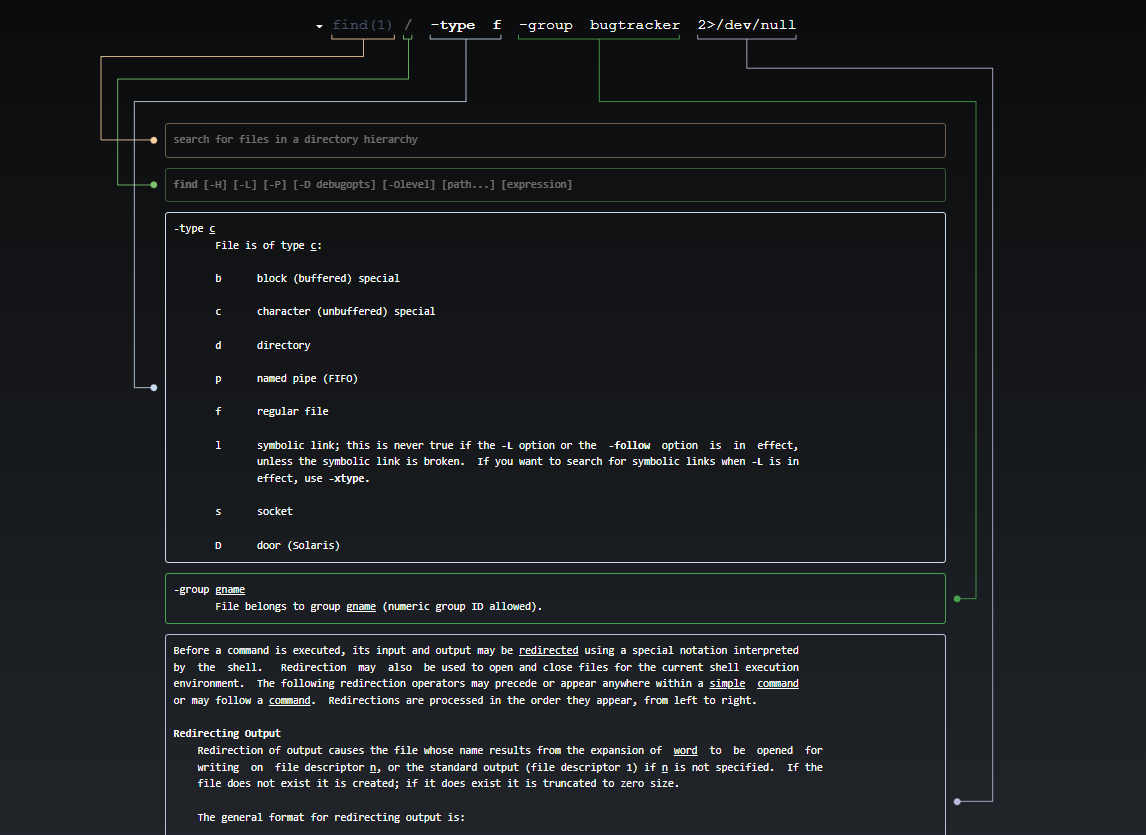 find(1) / -type f -group bugtracker 2>/dev/null
search for files in a directory hierarchy
find [-H] [-L] [-P] [-D debugopts] [-Olevel] [path...] [expression]
-type c
File is of type c:
b block (buffered) special
c character (unbuffered) special
d directory
p named pipe (FIFO)
f regular file
l symbolic link; this is never true if the -L option or the -follow option is in effect,
unless the symbolic link is broken. If you want to search for symbolic links when -L is in
effect, use -xtype.
s socket
D door (Solaris)
-group gname
File belongs to group gname (numeric group ID allowed).
Before a command is executed, its input and output may be redirected using a special notation interpreted
by the shell. Redirection may also be used to open and close files for the current shell execution
environment. The following redirection operators may precede or appear anywhere within a simple command
or may follow a command. Redirections are processed in the order they appear, from left to right.
Redirecting Output
Redirection of output causes the file whose name results from the expansion of word to be opened for
writing on file descriptor n, or the standard output (file descriptor 1) if n is not specified. If the
file does not exist it is created; if it does exist it is truncated to zero size.
The general format for redirecting output is: